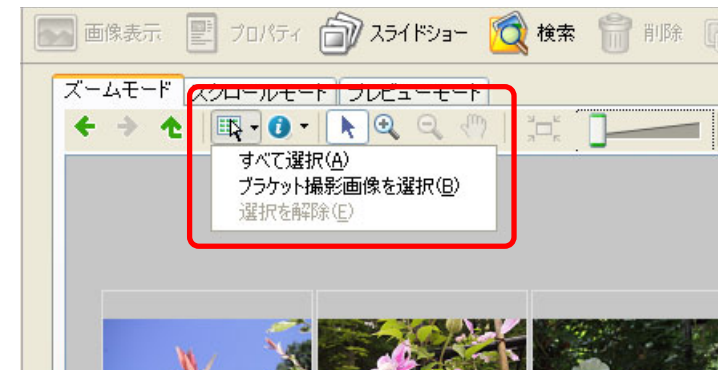 画像表示 プロパティ スライドショー 検索 削除
ズームモード スクロールモード プレビューモード
すべて選択(A)
ブラケット撮影画像を選択(B)
選択を解除(E)